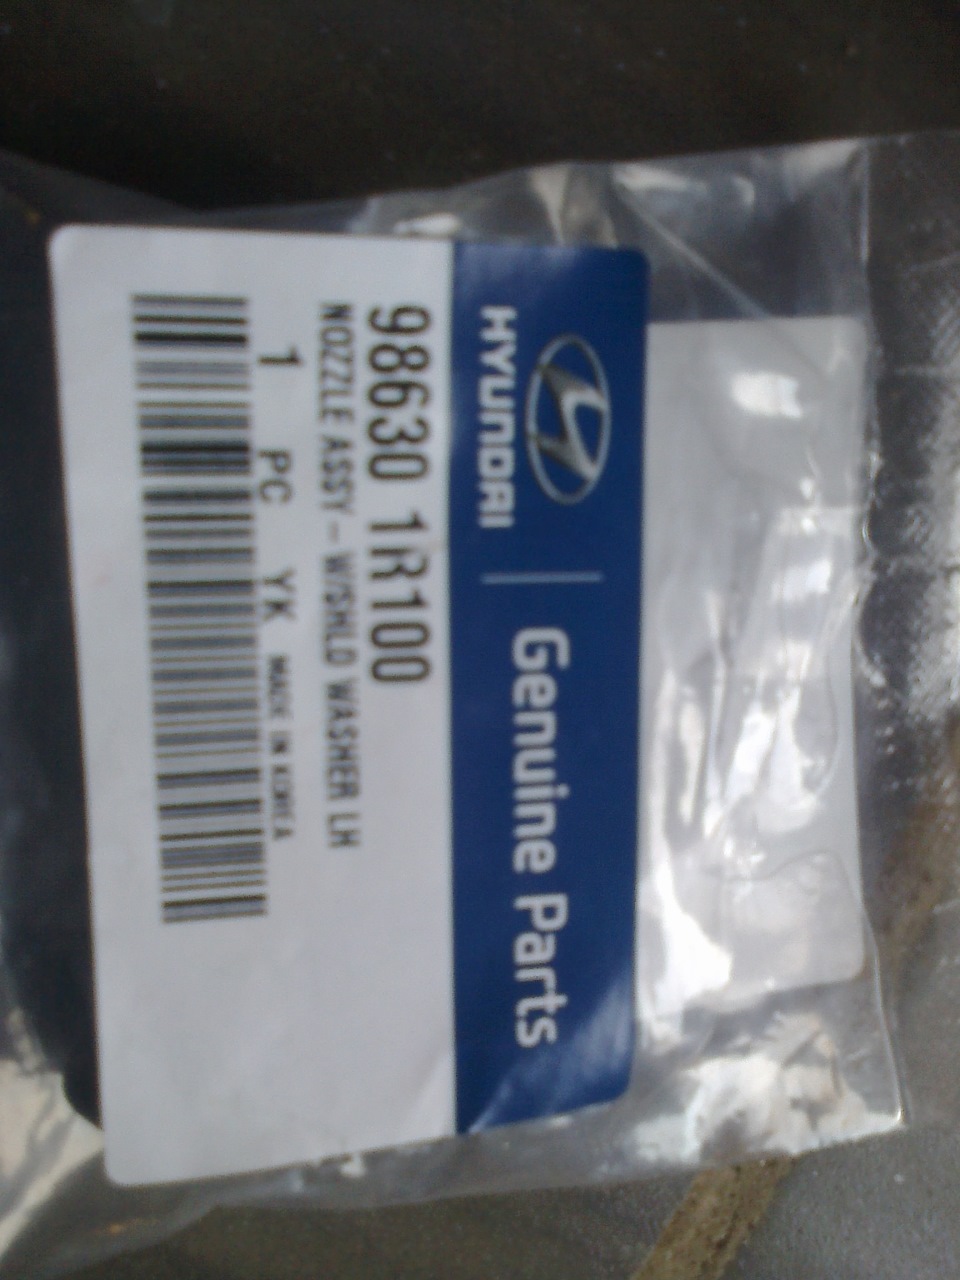 HYUNDAI | Genuine Parts
98630 1R100
NOZZLE ASSY-W/SHLD WASHER LH
1 PC YK MADE IN KOREA